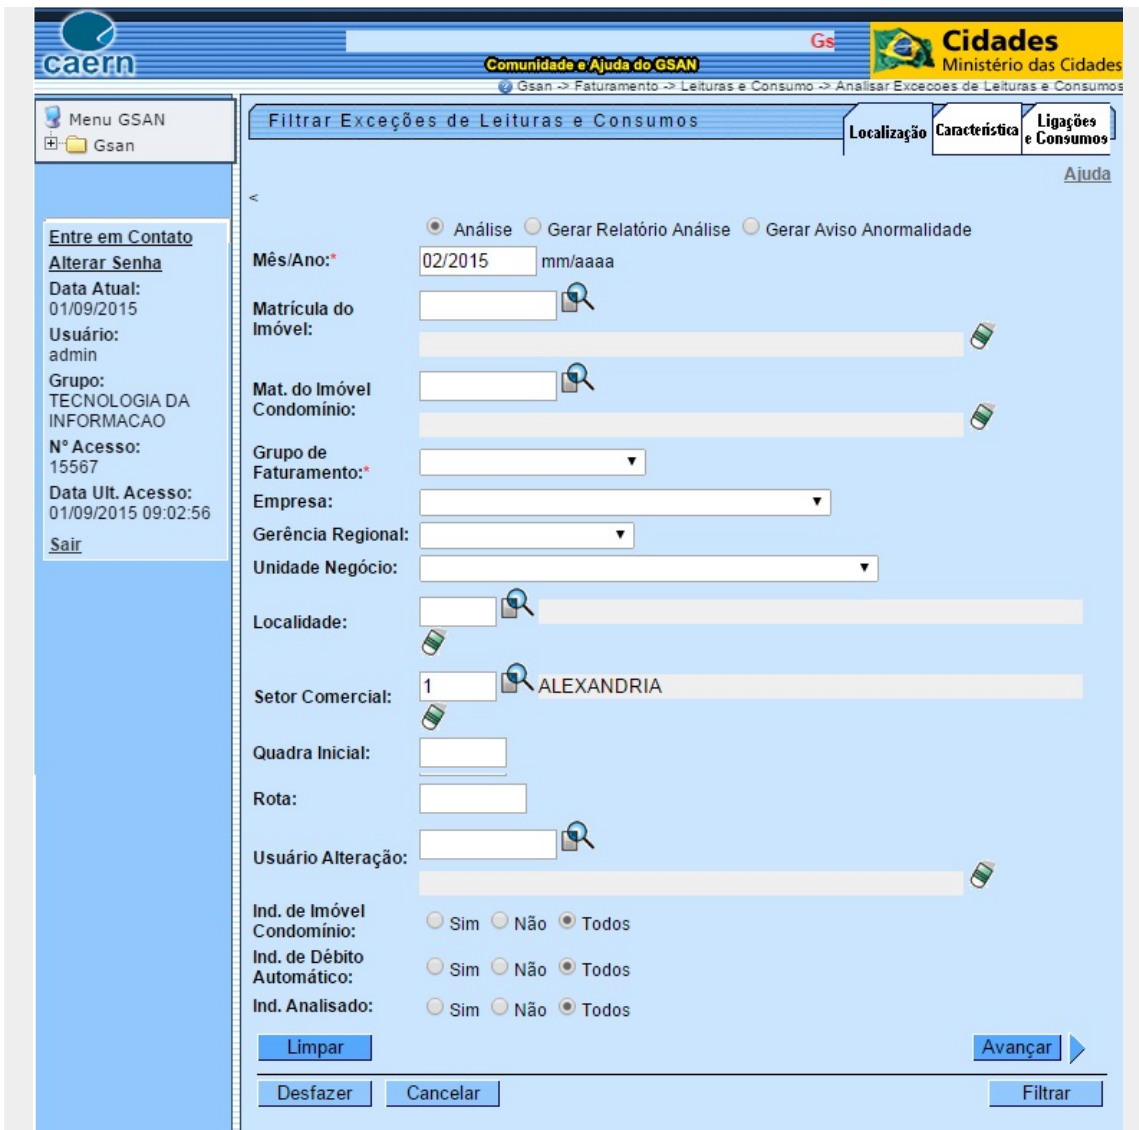 caern
Gs
Comunidade e Ajuda do GSAN
Cidades
Ministério das Cidades
Gsan -> Faturamento -> Leituras e Consumo -> Analisar Excecoes de Leituras e Consumos
Menu GSAN
Gsan
Filtrar Exceções de Leituras e Consumos
Localização
Característica
Ligações
e Consumos
Ajuda
<
Entre em Contato
Alterar Senha
Data Atual:
01/09/2015
Usuário:
admin
Grupo:
TECNOLOGIA DA
INFORMACAO
Nº Acesso:
15567
Data Ult. Acesso:
01/09/2015 09:02:56
Sair
Análise Gerar Relatório Análise Gerar Aviso Anormalidade
Mês/Ano:* 02/2015 mm/aaaa
Matrícula do
Imóvel:
Mat. do Imóvel
Condomínio:
Grupo de
Faturamento:*
Empresa:
Gerência Regional:
Unidade Negócio:
Localidade:
Setor Comercial: 1 ALEXANDRIA
Quadra Inicial:
Rota:
Usuário Alteração:
Ind. de Imóvel
Condomínio: Sim Não Todos
Ind. de Débito
Automático: Sim Não Todos
Ind. Analisado: Sim Não Todos
Limpar Avançar
Desfazer Cancelar Filtrar